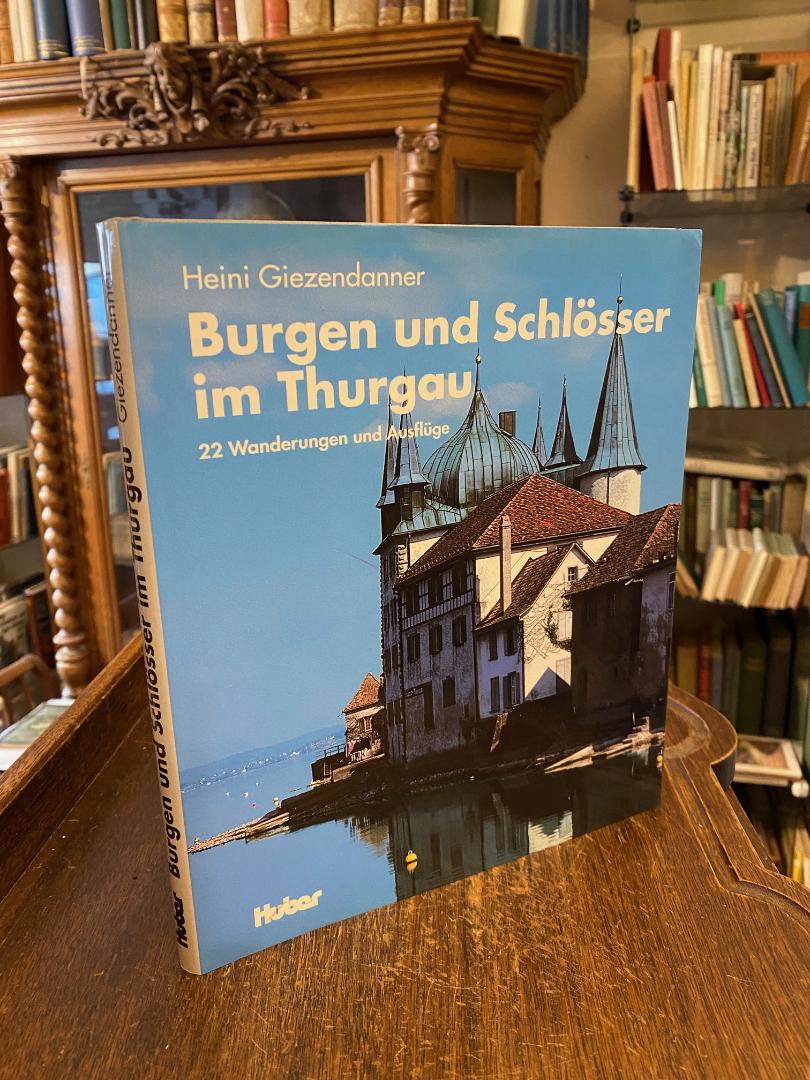 Heini Giezendanner
Burgen und Schlösser
im Thurgau
22 Wanderungen und Ausflüge
Huber
Huber Burgen und Schlösser im Thurgau Giezendanner